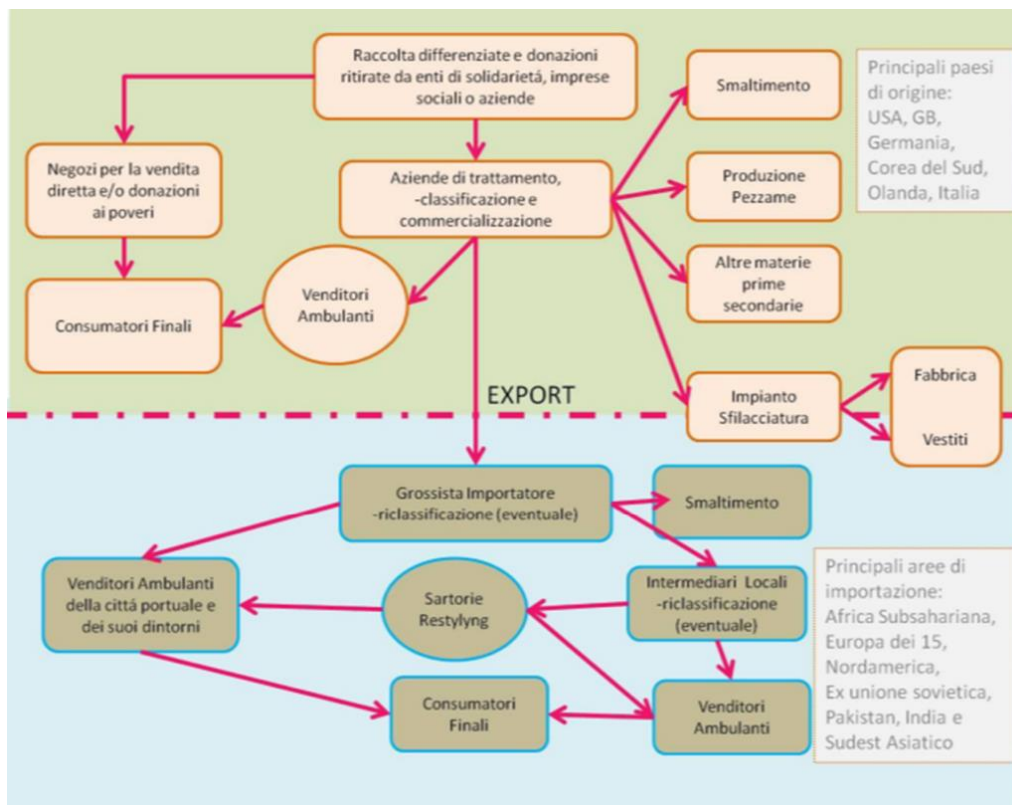 Raccolta differenziate e donazioni
ritirate da enti di solidarietá, imprese
sociali o aziende
Smaltimento
Principali paesi
di origine:
USA, GB,
Germania,
Corea del Sud,
Olanda, Italia
Negozi per la vendita
diretta e/o donazioni
ai poveri
Aziende di trattamento,
-classificazione e
commercializzazione
Produzione
Pezzame
Altre materie
prime
secondarie
Venditori
Ambulanti
Consumatori Finali
EXPORT
Impianto
Sfilacciatura
Fabbrica
Vestiti
Grossista Importatore
-riclassificazione (eventuale)
Smaltimento
Venditori Ambulanti
della cittá portuale e
dei suoi dintorni
Sartorie
Restylyng
Intermediari Locali
-riclassificazione
(eventuale)
Principali aree di
importazione:
Africa Subsahariana,
Europa dei 15,
Nordamerica,
Ex unione sovietica,
Pakistan, India e
Sudest Asiatico
Consumatori
Finali
Venditori
Ambulanti